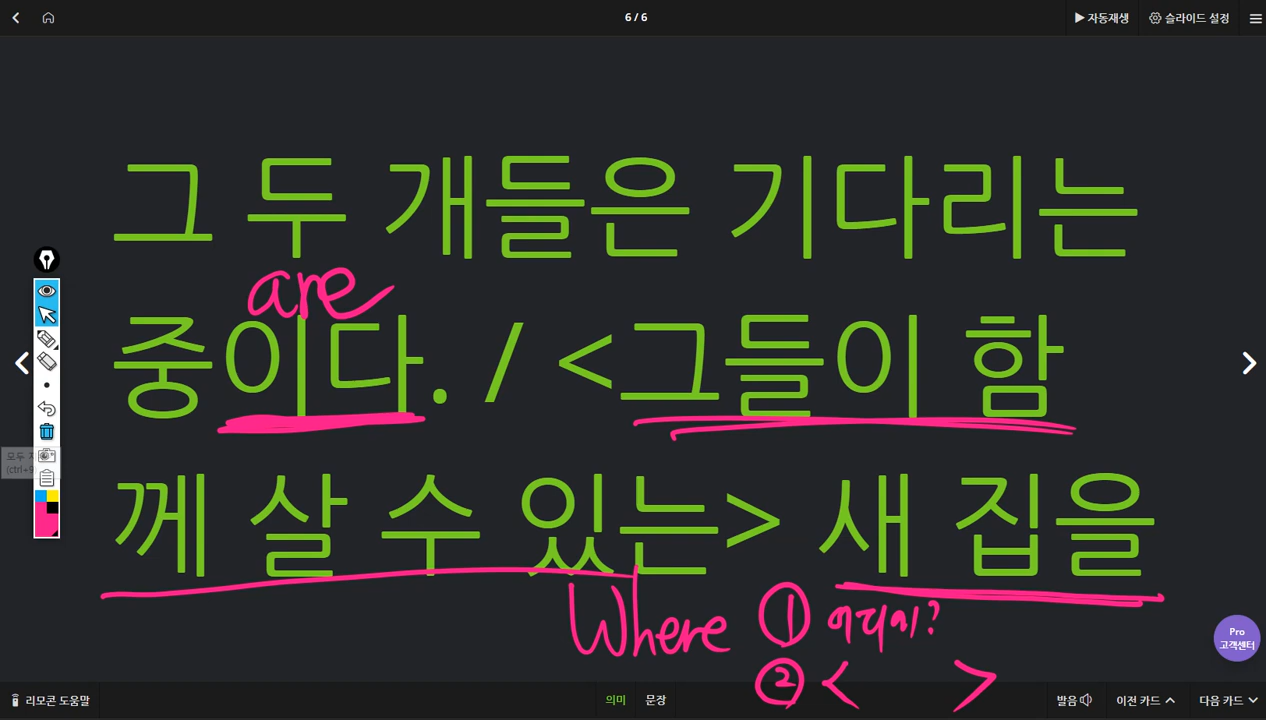 6 / 6
자동재생
슬라이드 설정
그 두 개들은 기다리는
are
중이다. / <그들이 함
께 살 수 있는> 새 집을
where ① 어디에?
② < >
(ctrl+9)
Pro
고객센터
리모콘 도움말
의미
문장
발음
이전 카드
다음 카드